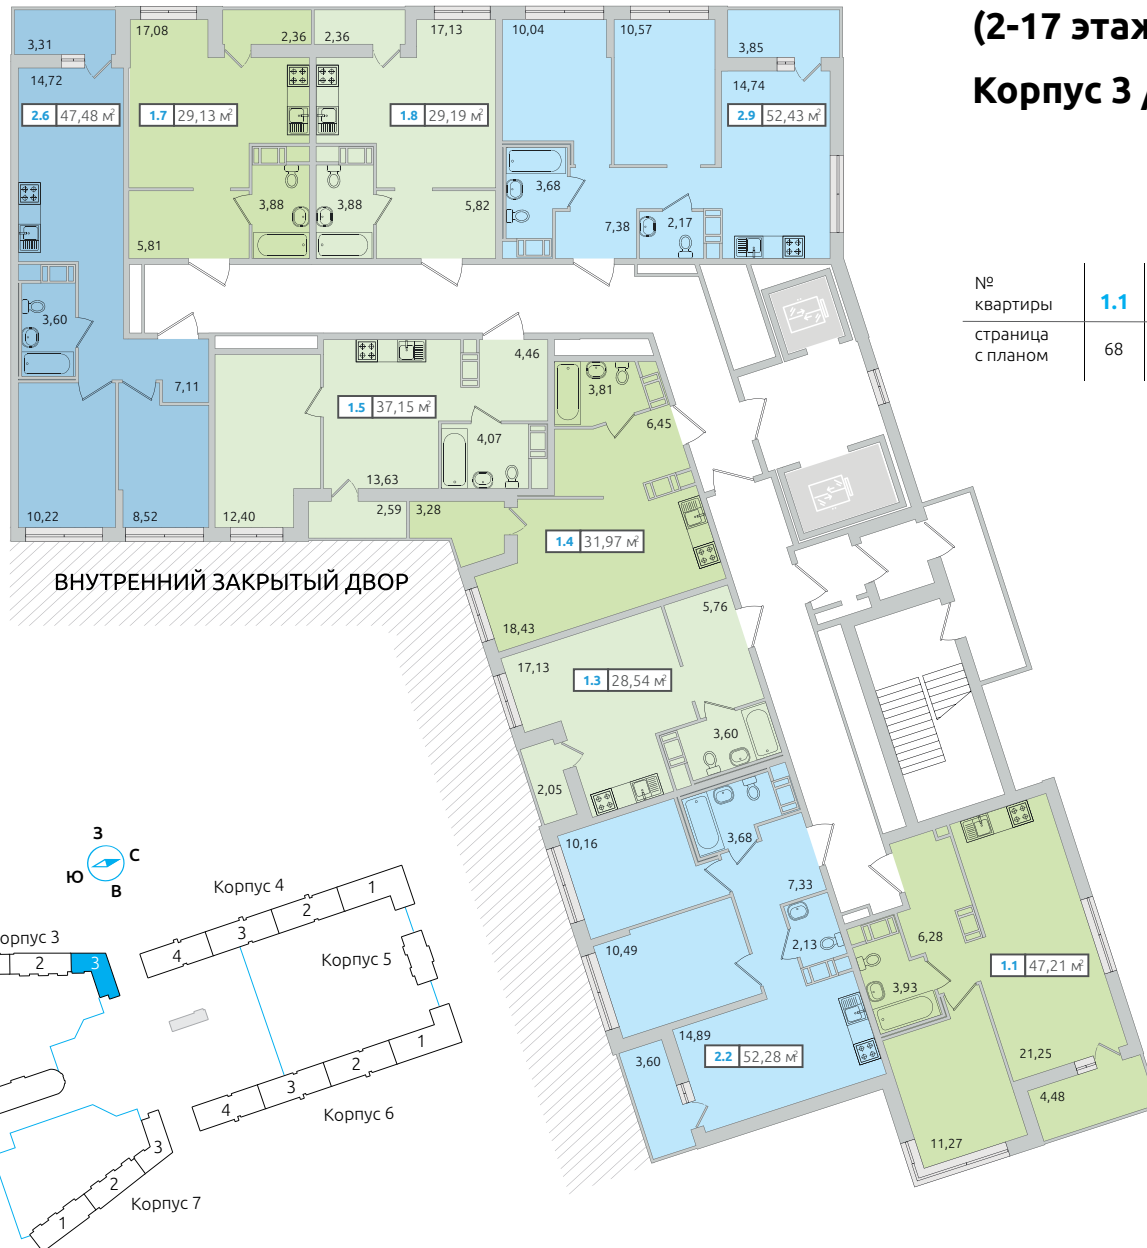 (2-17 этаж
Корпус 3
№
квартиры
1.1
страница
с планом
68
3,31
17,08
2,36
2,36
17,13
10,04
10,57
3,85
14,72
14,74
2.6 47,48 м²
1.7 29,13 м²
1.8 29,19 м²
2.9 52,43 м²
3,88
3,88
3,68
5,81
5,82
7,38
2,17
3,60
7,11
4,46
3,81
6,45
1.5 37,15 м²
4,07
13,63
10,22
8,52
12,40
2,59
3,28
1.4 31,97 м²
ВНУТРЕННИЙ ЗАКРЫТЫЙ ДВОР
18,43
5,76
17,13
1.3 28,54 м²
3,60
2,05
10,16
3,68
7,33
10,49
2,13
6,28
1.1 47,21 м²
3,93
14,89
2.2 52,28 м²
3,60
21,25
4,48
11,27
З
С
Ю
В
Корпус 4
1
2
3
4
орпус 3
2
3
Корпус 5
1
2
3
4
Корпус 6
3
2
1
Корпус 7